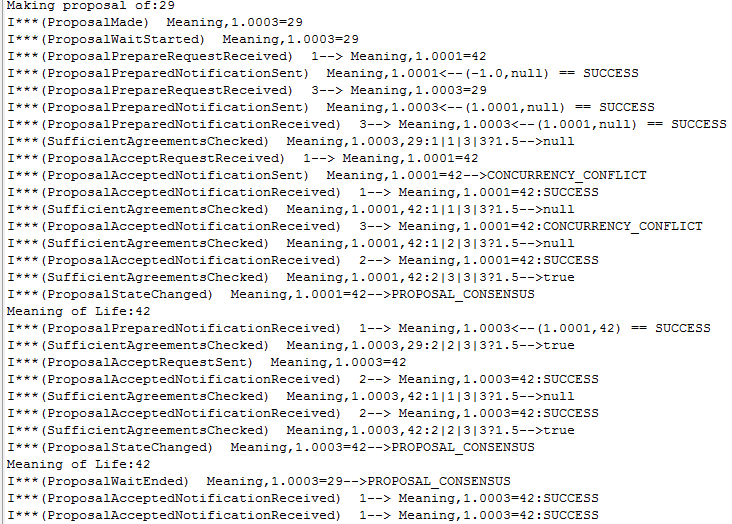 Making proposal of:29
I***(ProposalMade)  Meaning,1.0003=29
I***(ProposalWaitStarted)  Meaning,1.0003=29
I***(ProposalPrepareRequestReceived)  1--> Meaning,1.0001=42
I***(ProposalPreparedNotificationSent)  Meaning,1.0001<--(-1.0,null) == SUCCESS
I***(ProposalPrepareRequestReceived)  3--> Meaning,1.0003=29
I***(ProposalPreparedNotificationSent)  Meaning,1.0003<--(1.0001,null) == SUCCESS
I***(ProposalPreparedNotificationReceived)  3--> Meaning,1.0003<--(1.0001,null) == SUCCESS
I***(SufficientAgreementsChecked)  Meaning,1.0003,29:1|1|3|3?1.5-->null
I***(ProposalAcceptRequestReceived)  1--> Meaning,1.0001=42
I***(ProposalAcceptedNotificationSent)  Meaning,1.0001=42-->CONCURRENCY_CONFLICT
I***(ProposalAcceptedNotificationReceived)  1--> Meaning,1.0001=42:SUCCESS
I***(SufficientAgreementsChecked)  Meaning,1.0001,42:1|1|3|3?1.5-->null
I***(ProposalAcceptedNotificationReceived)  3--> Meaning,1.0001=42:CONCURRENCY_CONFLICT
I***(SufficientAgreementsChecked)  Meaning,1.0001,42:1|2|3|3?1.5-->null
I***(ProposalAcceptedNotificationReceived)  2--> Meaning,1.0001=42:SUCCESS
I***(SufficientAgreementsChecked)  Meaning,1.0001,42:2|3|3|3?1.5-->true
I***(ProposalStateChanged)  Meaning,1.0001=42-->PROPOSAL_CONSENSUS
Meaning of Life:42
I***(ProposalPreparedNotificationReceived)  1--> Meaning,1.0003<--(1.0001,42) == SUCCESS
I***(SufficientAgreementsChecked)  Meaning,1.0003,29:2|2|3|3?1.5-->true
I***(ProposalAcceptRequestSent)  Meaning,1.0003=42
I***(ProposalAcceptedNotificationReceived)  2--> Meaning,1.0003=42:SUCCESS
I***(SufficientAgreementsChecked)  Meaning,1.0003,42:1|1|3|3?1.5-->null
I***(ProposalAcceptedNotificationReceived)  2--> Meaning,1.0003=42:SUCCESS
I***(SufficientAgreementsChecked)  Meaning,1.0003,42:2|2|3|3?1.5-->true
I***(ProposalStateChanged)  Meaning,1.0003=42-->PROPOSAL_CONSENSUS
Meaning of Life:42
I***(ProposalWaitEnded)  Meaning,1.0003=29-->PROPOSAL_CONSENSUS
I***(ProposalAcceptedNotificationReceived)  1--> Meaning,1.0003=42:SUCCESS
I***(ProposalAcceptedNotificationReceived)  1--> Meaning,1.0003=42:SUCCESS